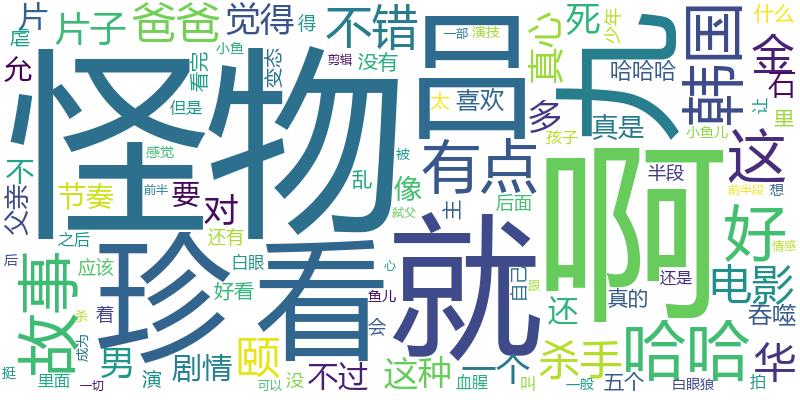 片 爸爸 觉得 得 不错 吕 一部 演技 真心 死 少年 什么
虐 片子 看完 小鱼 变态 剪辑 没有 九 哈哈哈 韩国 金
允 怪物 但是 太 喜欢 多 真是 小鱼儿 让 石 里
不 感觉 被 有点 孩子 这
父亲 节奏 前半 要 对 乱 像 主 后面 啊 半段 前半段 想
之后 还有 弑父 好 情感
后 故事 应该 珍 白眼 看 心 就 自己 跟 还 还是 电影
杀 着 好看 鱼儿 真的 吞噬
挺 成为 男 剧情 颐 会 这种 一个 杀手 哈哈 华
里面 一切 演 没 可以 不过 血腥 叫 一般 五个 白眼狼 拍